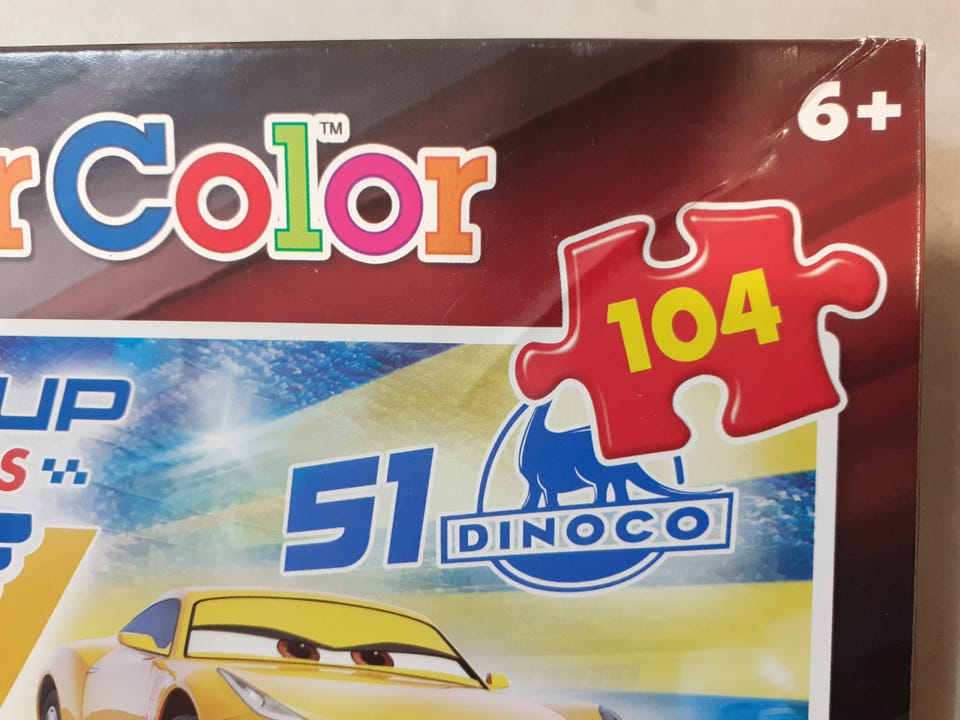 6+
r Color™
104
UP
S
51 DINOCO